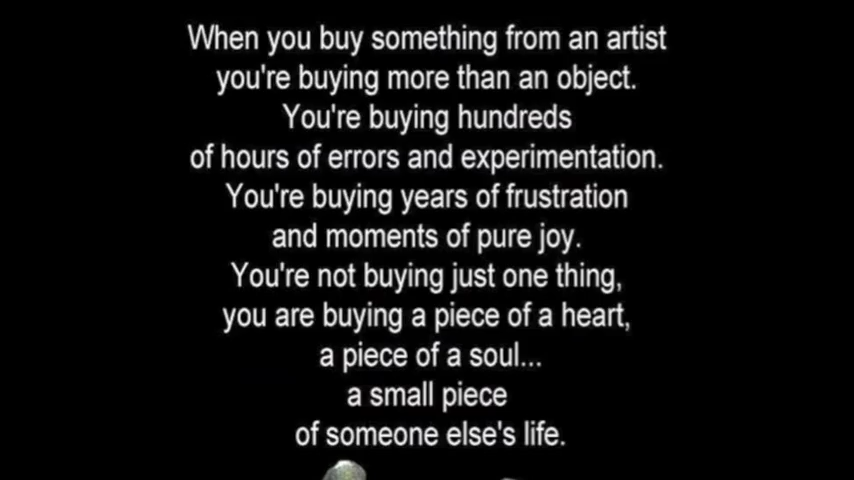 When you buy something from an artist
you're buying more than an object.
You're buying hundreds
of hours of errors and experimentation.
You're buying years of frustration
and moments of pure joy.
You're not buying just one thing,
you are buying a piece of a heart,
a piece of a soul...
a small piece
of someone else's life.